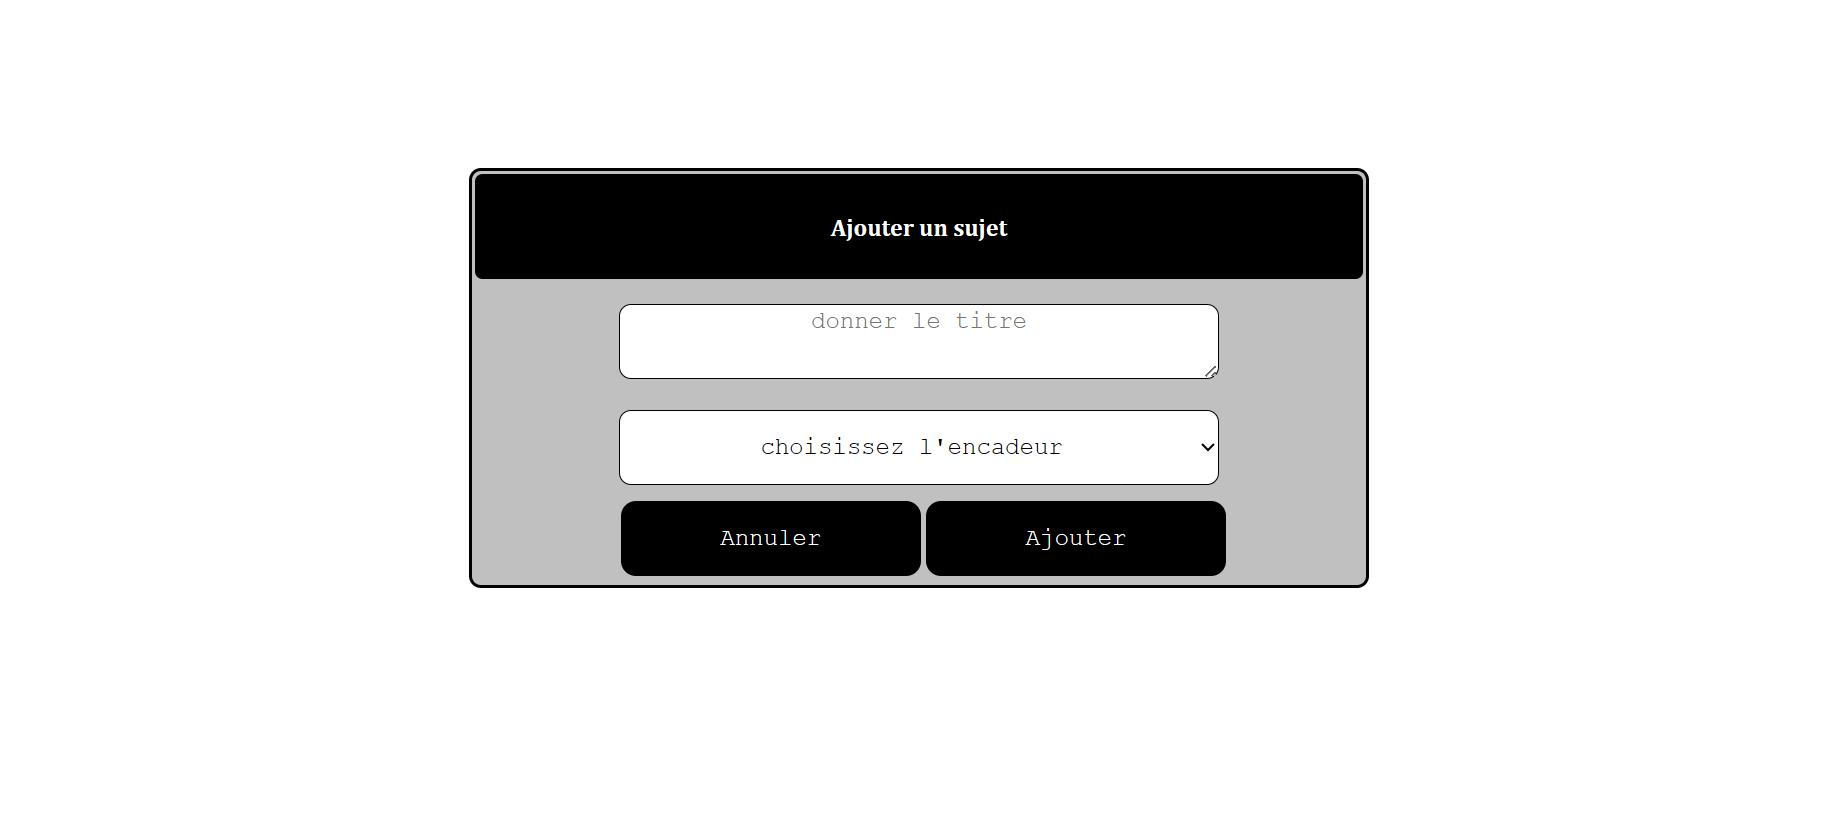 Ajouter un sujet
donner le titre
choisissez l'encadeur
Annuler Ajouter